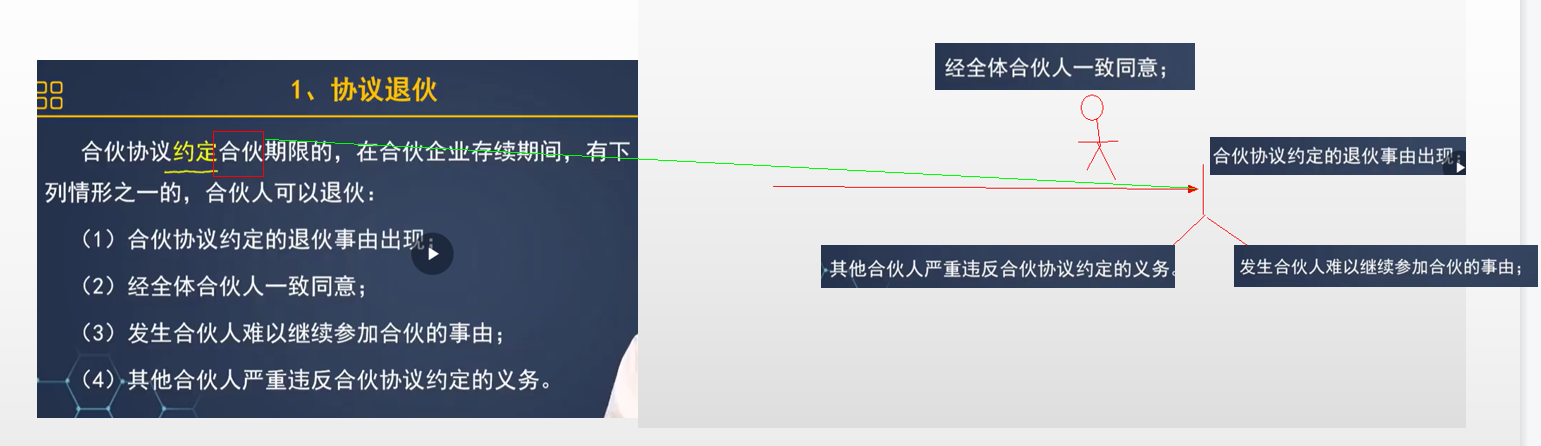 1、协议退伙
合伙协议约定合伙期限的，在合伙企业存续期间，有下
列情形之一的，合伙人可以退伙：
（1）合伙协议约定的退伙事由出现；
（2）经全体合伙人一致同意；
（3）发生合伙人难以继续参加合伙的事由；
（4）其他合伙人严重违反合伙协议约定的义务。
经全体合伙人一致同意；
合伙协议约定的退伙事由出现；
其他合伙人严重违反合伙协议约定的义务。
发生合伙人难以继续参加合伙的事由；